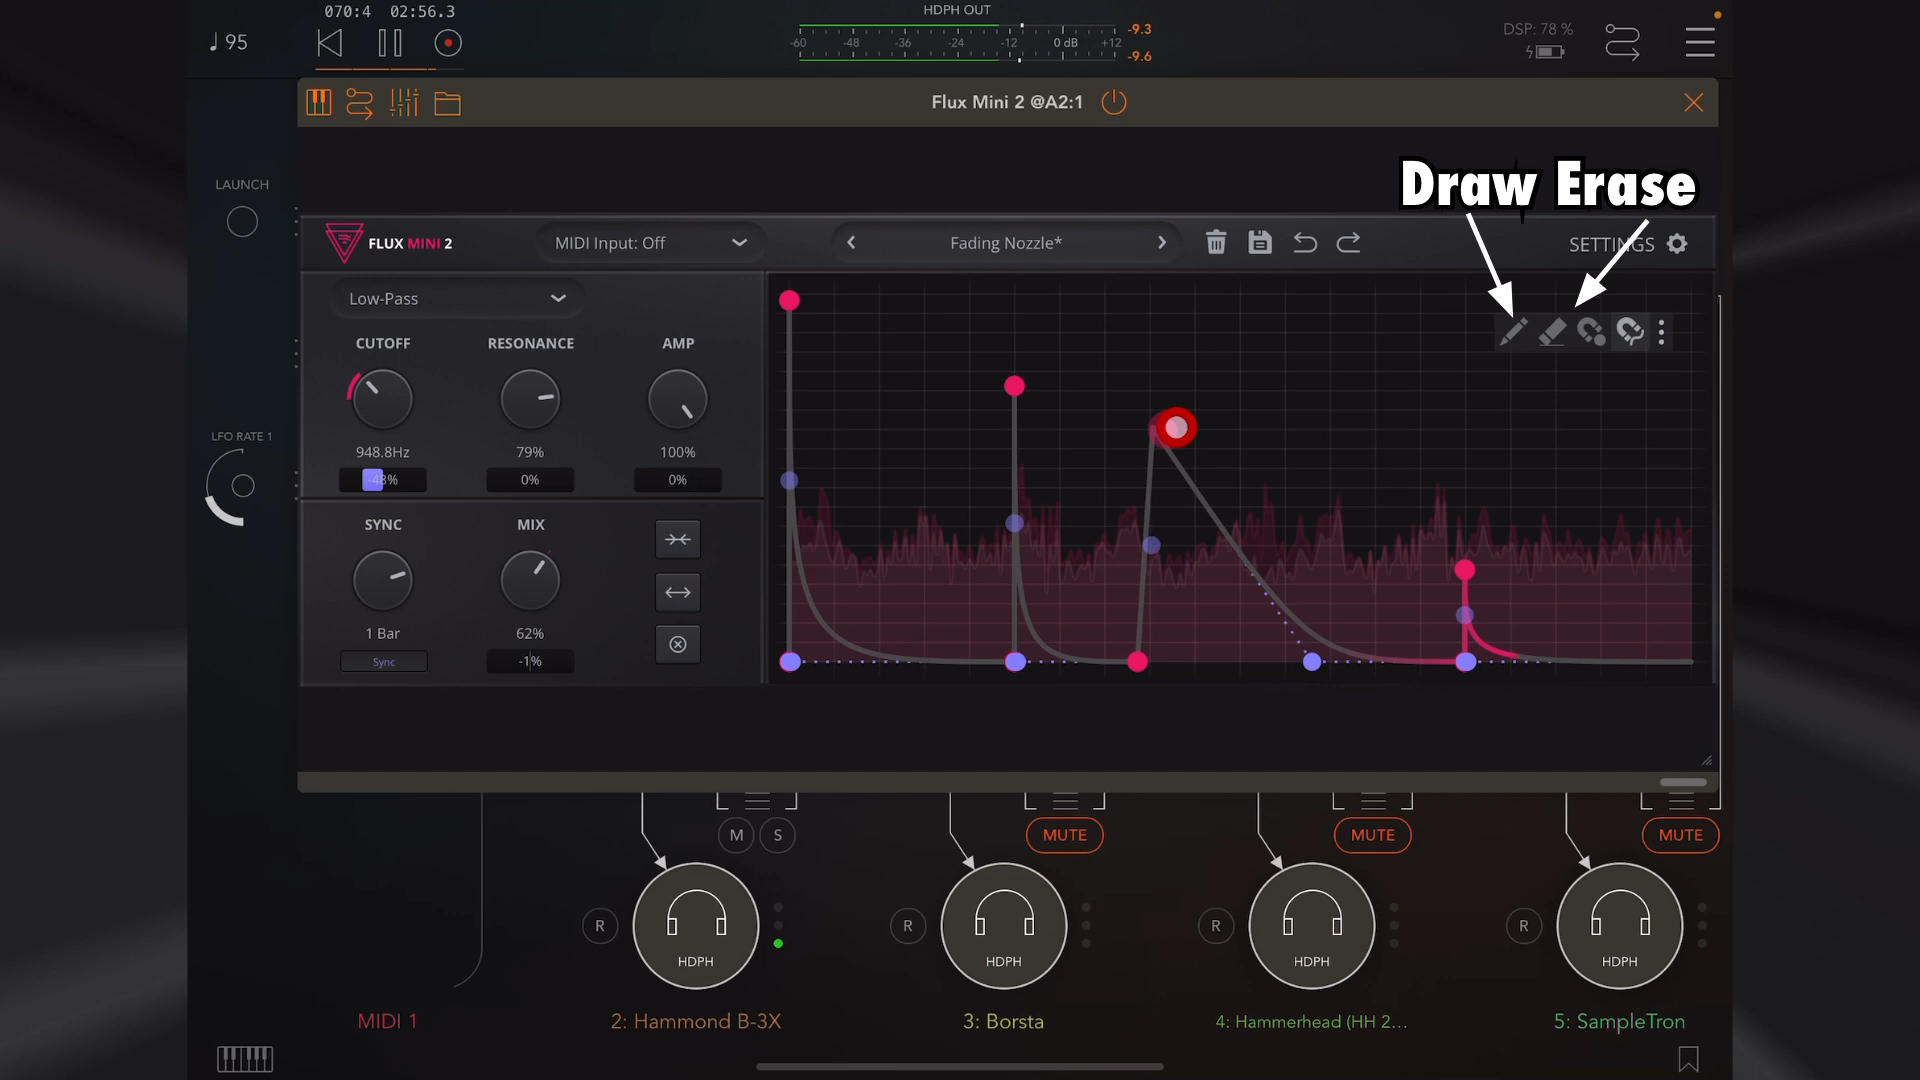 070:4 02:56.3
HDPH OUT
♩ 95
-60 -48 -36 -24 -12 0 dB +12
-9.3
-9.6
DSP: 78 %
Flux Mini 2 @A2:1
Draw Erase
LAUNCH
FLUX MINI 2
MIDI Input: Off
Fading Nozzle*
SETTINGS
Low-Pass
CUTOFF RESONANCE AMP
948.8Hz 79% 100%
-48% 0% 0%
LFO RATE 1
SYNC MIX
1 Bar 62%
Sync -1%
M S MUTE MUTE MUTE
R R R R
HDPH HDPH HDPH HDPH
MIDI 1 2: Hammond B-3X 3: Borsta 4: Hammerhead (HH 2... 5: SampleTron